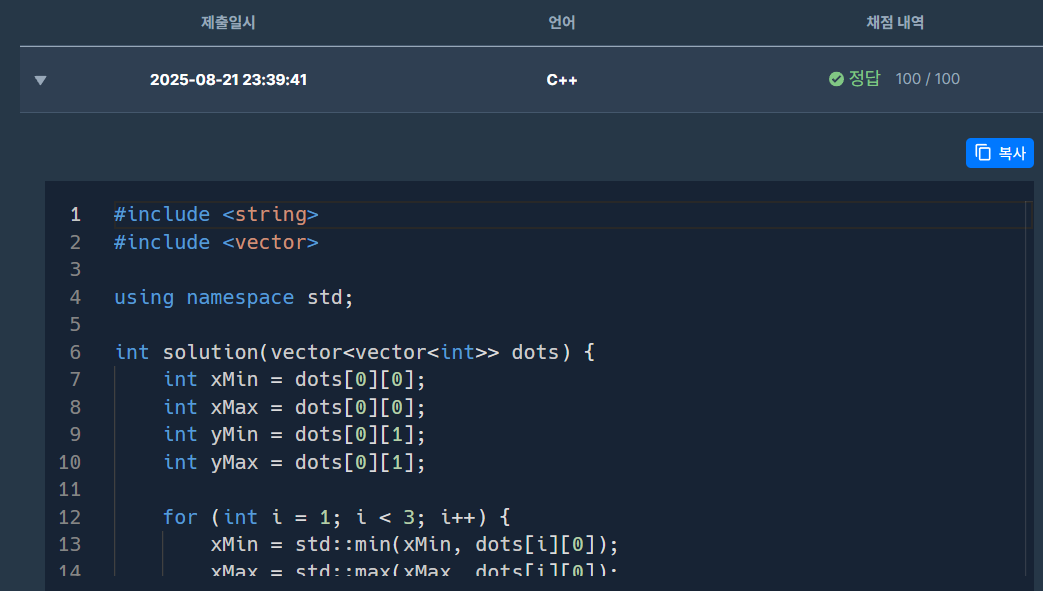 제출일시 언어 채점 내역
2025-08-21 23:39:41 C++ 정답 100 / 100
복사
1 #include <string>
2 #include <vector>
3
4 using namespace std;
5
6 int solution(vector<vector<int>> dots) {
7     int xMin = dots[0][0];
8     int xMax = dots[0][0];
9     int yMin = dots[0][1];
10     int yMax = dots[0][1];
11
12     for (int i = 1; i < 3; i++) {
13         xMin = std::min(xMin, dots[i][0]);
14         xMax = std::max(xMax, dots[i][0]);